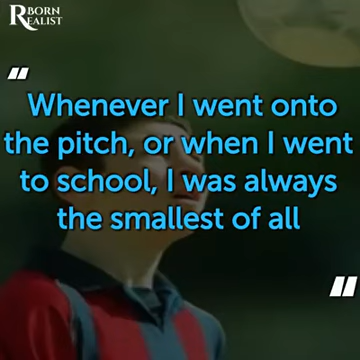 BORN
REALIST
"
Whenever I went onto
the pitch, or when I went
to school, I was always
the smallest of all
"